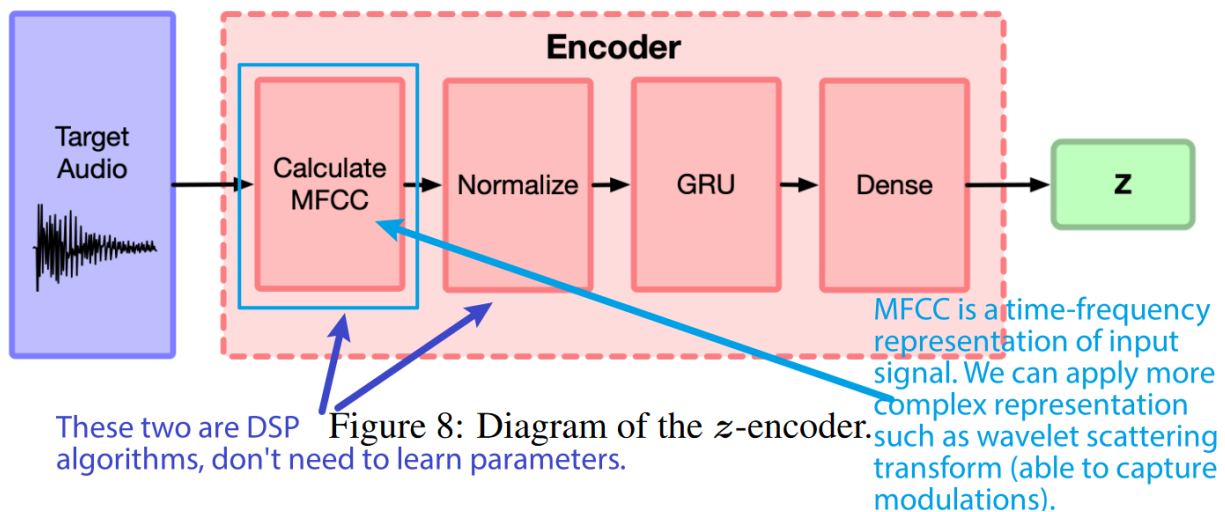 Encoder
Target
Audio
Calculate
MFCC
Normalize
GRU
Dense
z
MFCC is a time-frequency
representation of input
signal. We can apply more
complex representation
such as wavelet scattering
transform (able to capture
modulations).
These two are DSP
algorithms, don't need to learn parameters.
Figure 8: Diagram of the z-encoder.